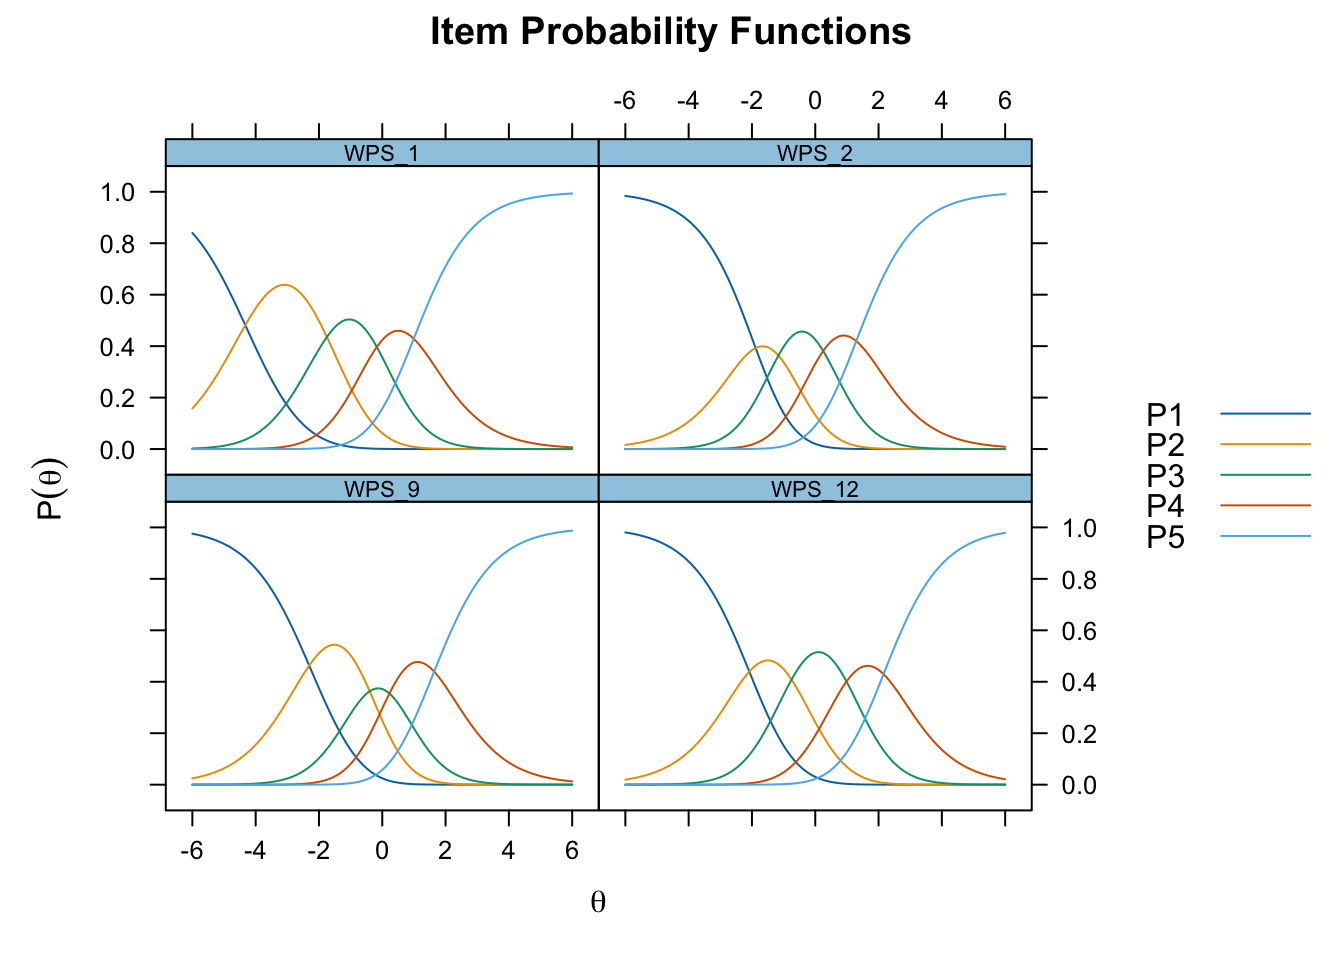 Item Probability Functions
-6 -4 -2 0 2 4 6
WPS_1 WPS_2
1.0
0.8
0.6
0.4
0.2
0.0
P(θ)
WPS_9 WPS_12
1.0
0.8
0.6
0.4
0.2
0.0
-6 -4 -2 0 2 4 6
θ
P1
P2
P3
P4
P5